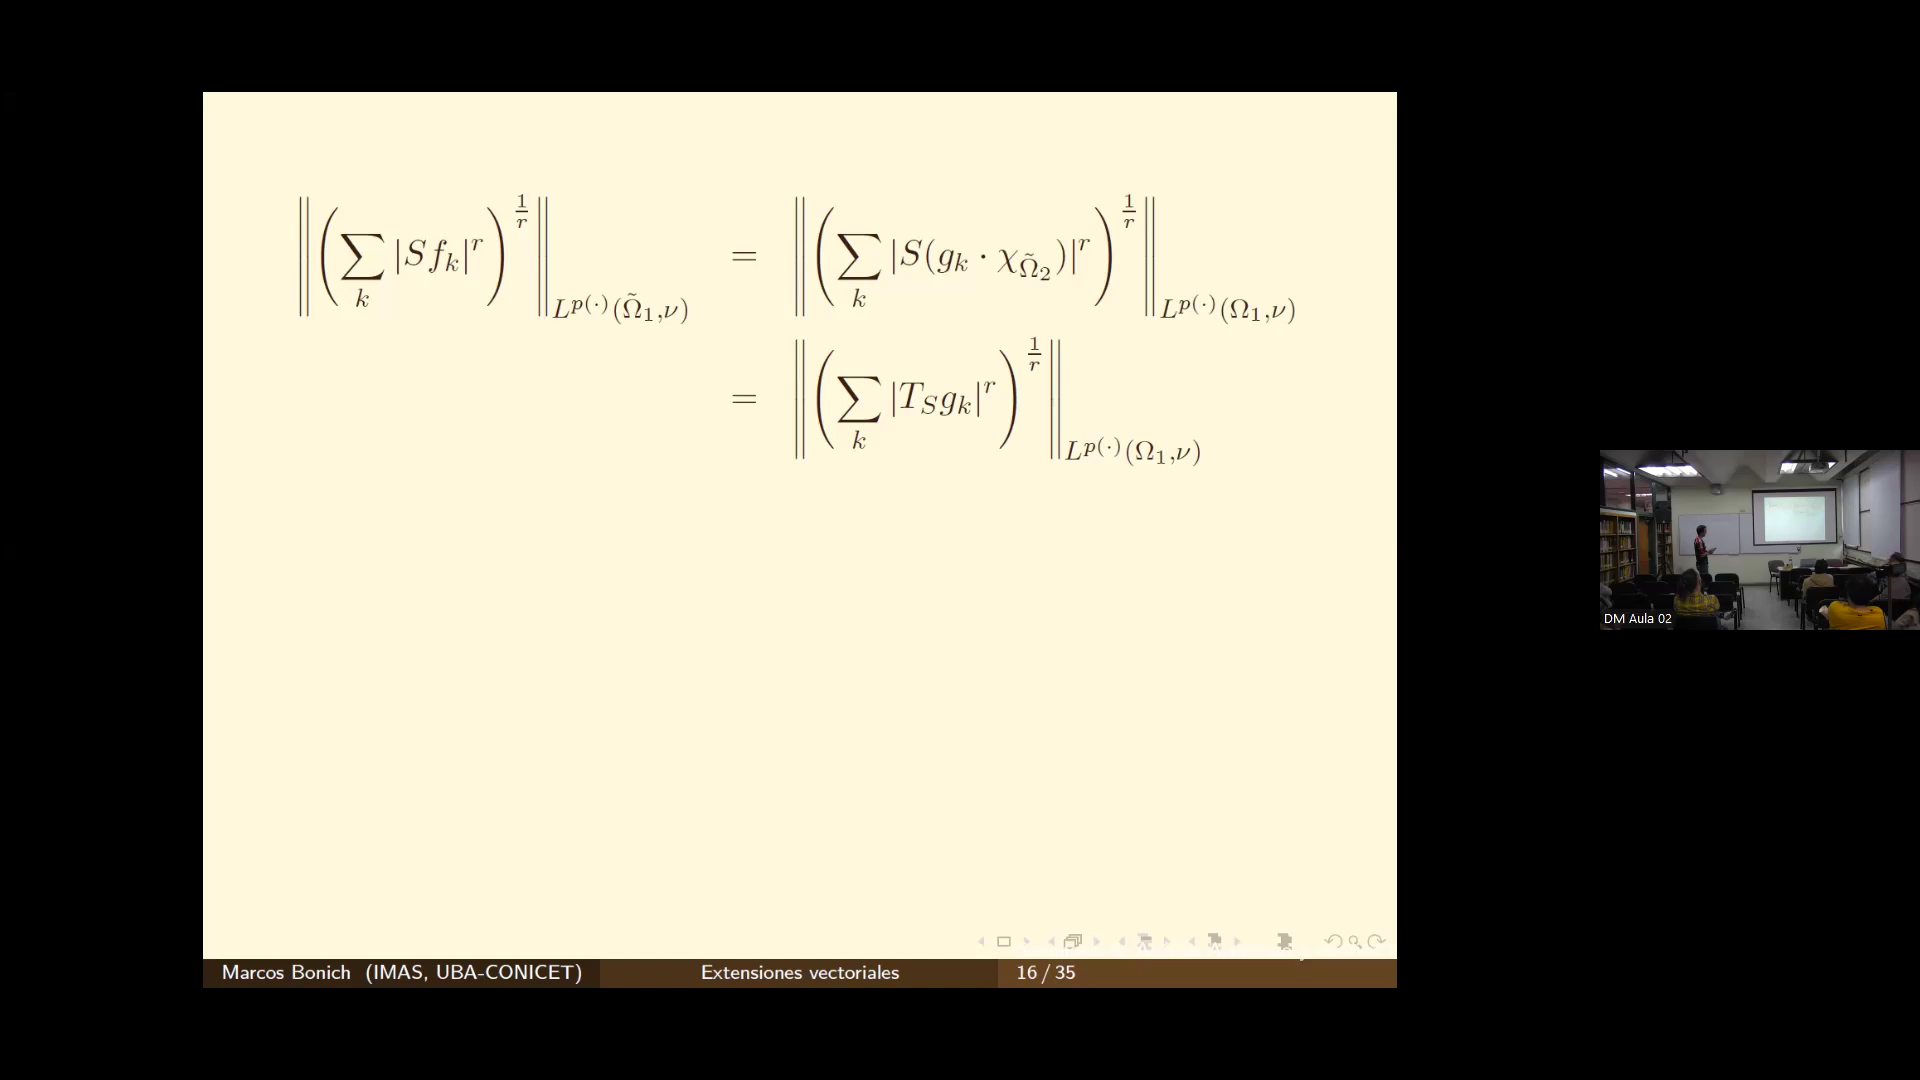 $\left\| \left( \sum_k |Sf_k|^r \right)^{\frac{1}{r}} \right\|_{L^{p(\cdot)}(\tilde{\Omega}_1,\nu)} = \left\| \left( \sum_k |S(g_k \cdot \chi_{\tilde{\Omega}_2})|^r \right)^{\frac{1}{r}} \right\|_{L^{p(\cdot)}(\Omega_1,\nu)}$
$= \left\| \left( \sum_k |T_S g_k|^r \right)^{\frac{1}{r}} \right\|_{L^{p(\cdot)}(\Omega_1,\nu)}$
DM Aula 02
Marcos Bonich (IMAS, UBA-CONICET) Extensiones vectoriales 16 / 35